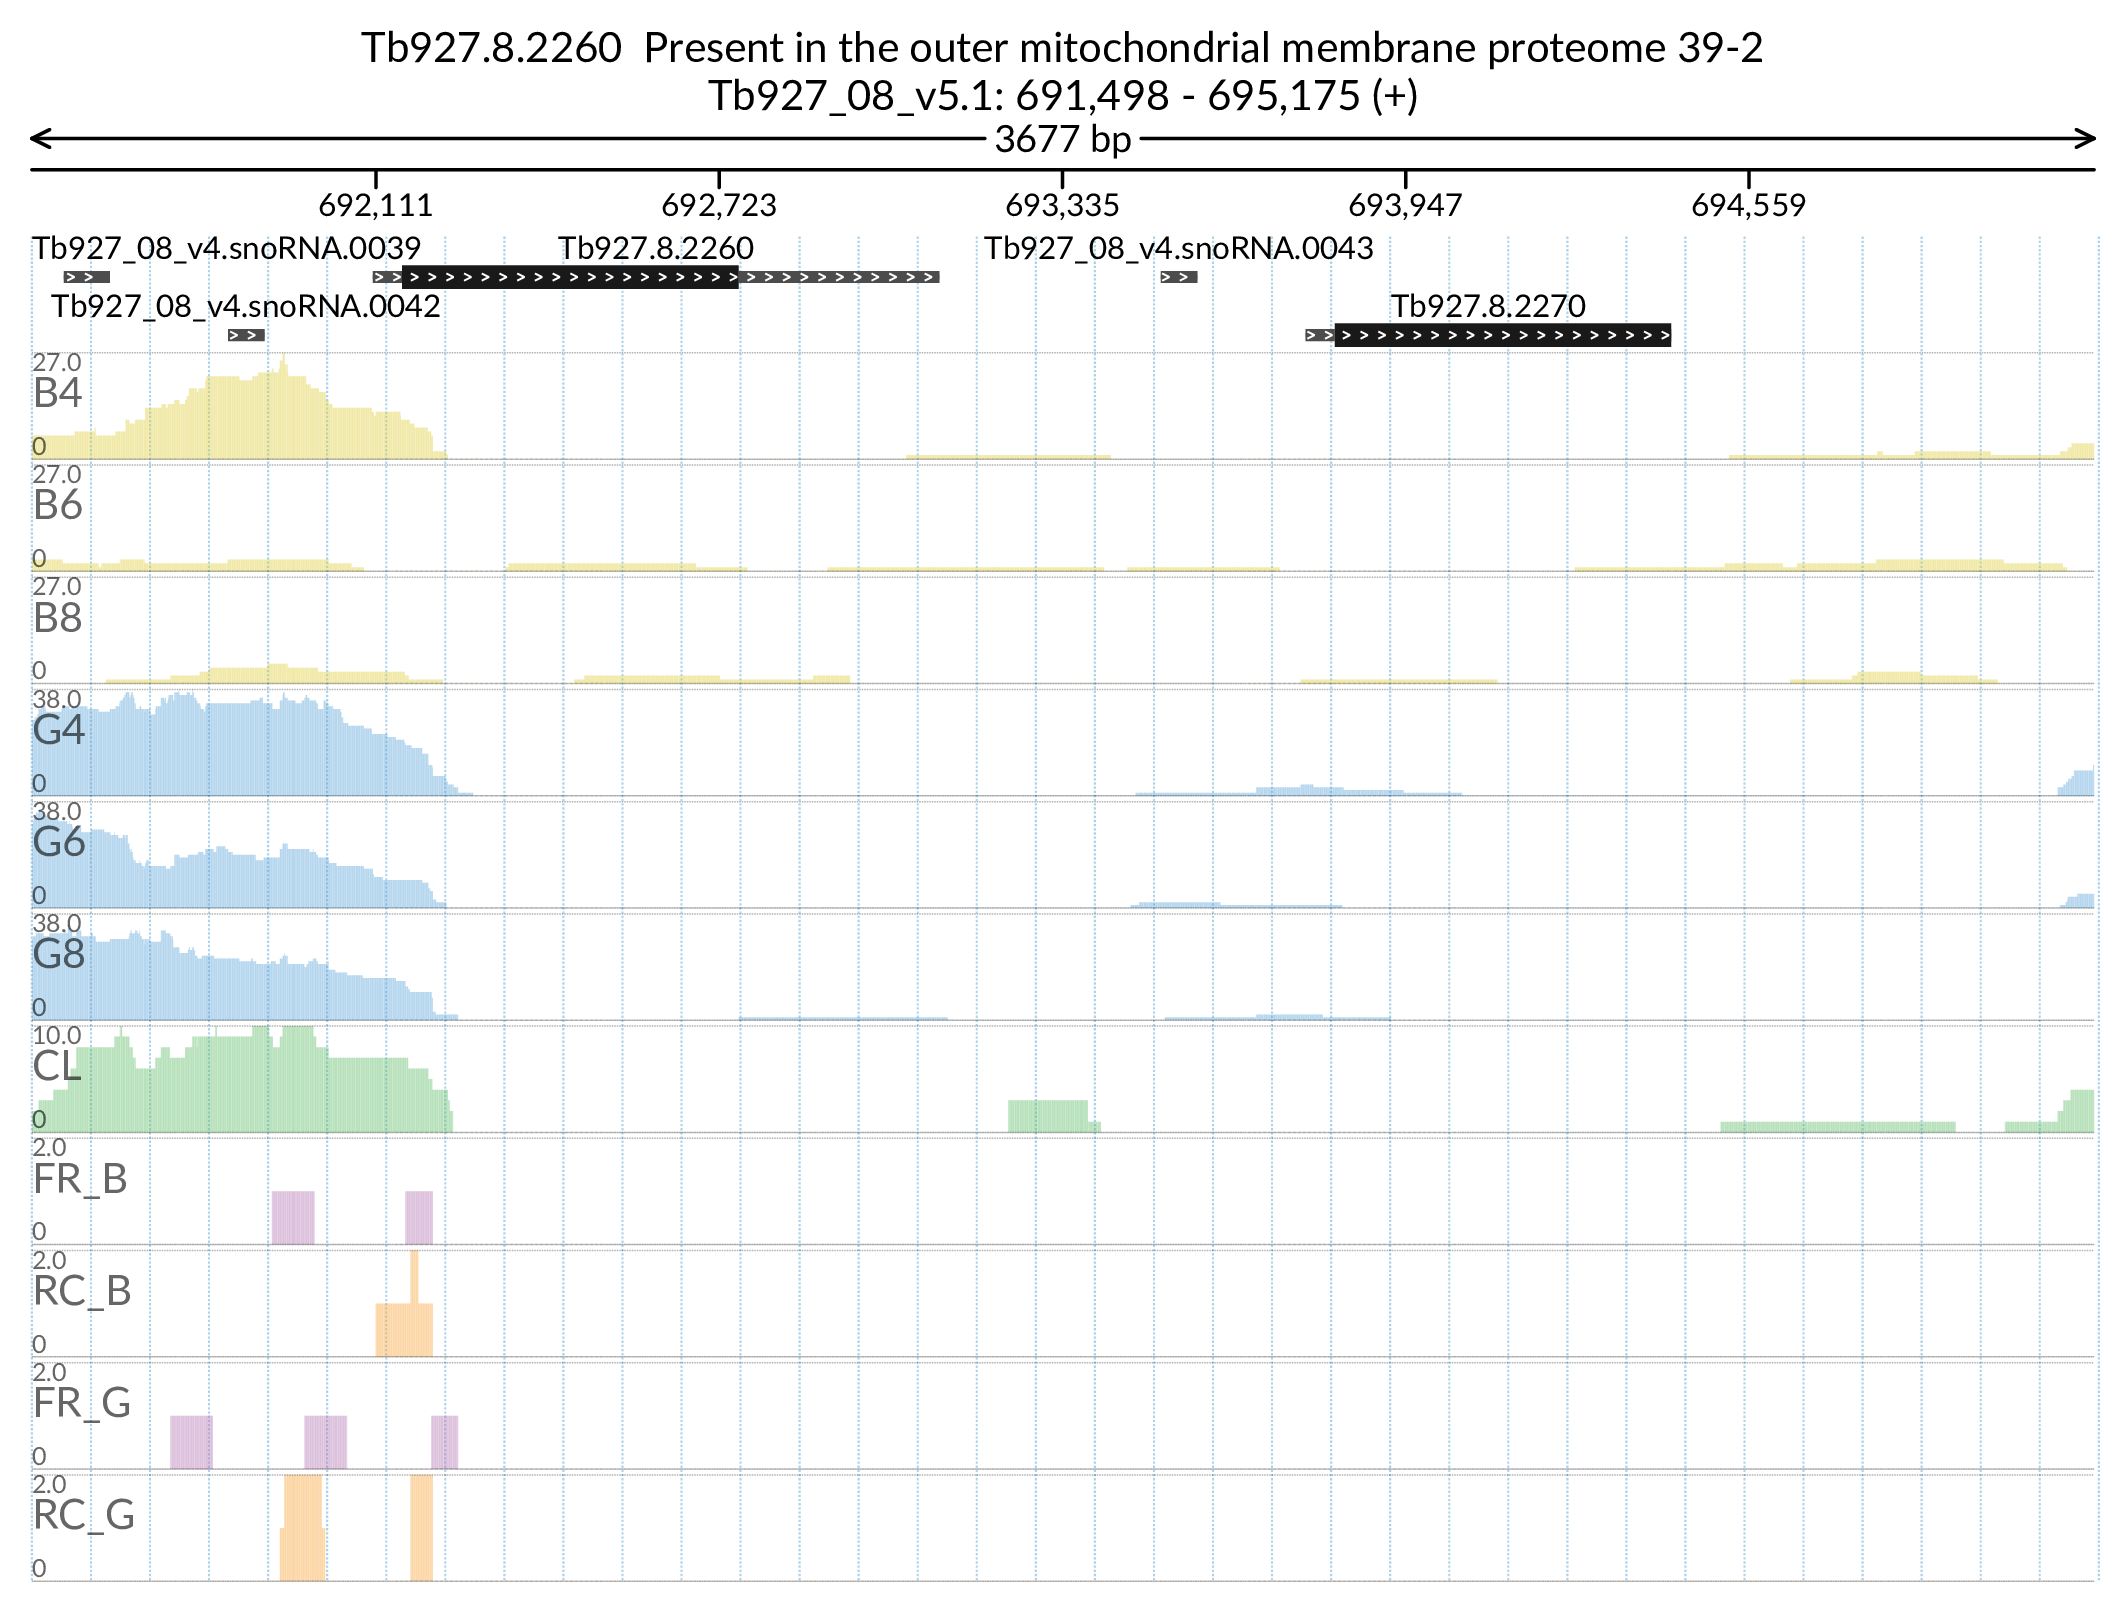 Tb927.8.2260  Present in the outer mitochondrial membrane proteome 39-2
Tb927_08_v5.1: 691,498 - 695,175 (+)
3677 bp
692,111 692,723 693,335 693,947 694,559
Tb927_08_v4.snoRNA.0039 Tb927.8.2260 Tb927_08_v4.snoRNA.0043
Tb927_08_v4.snoRNA.0042 Tb927.8.2270
27.0
B4
0
27.0
B6
0
27.0
B8
0
38.0
G4
0
38.0
G6
0
38.0
G8
0
10.0
CL
0
2.0
FR_B
0
2.0
RC_B
0
2.0
FR_G
0
2.0
RC_G
0